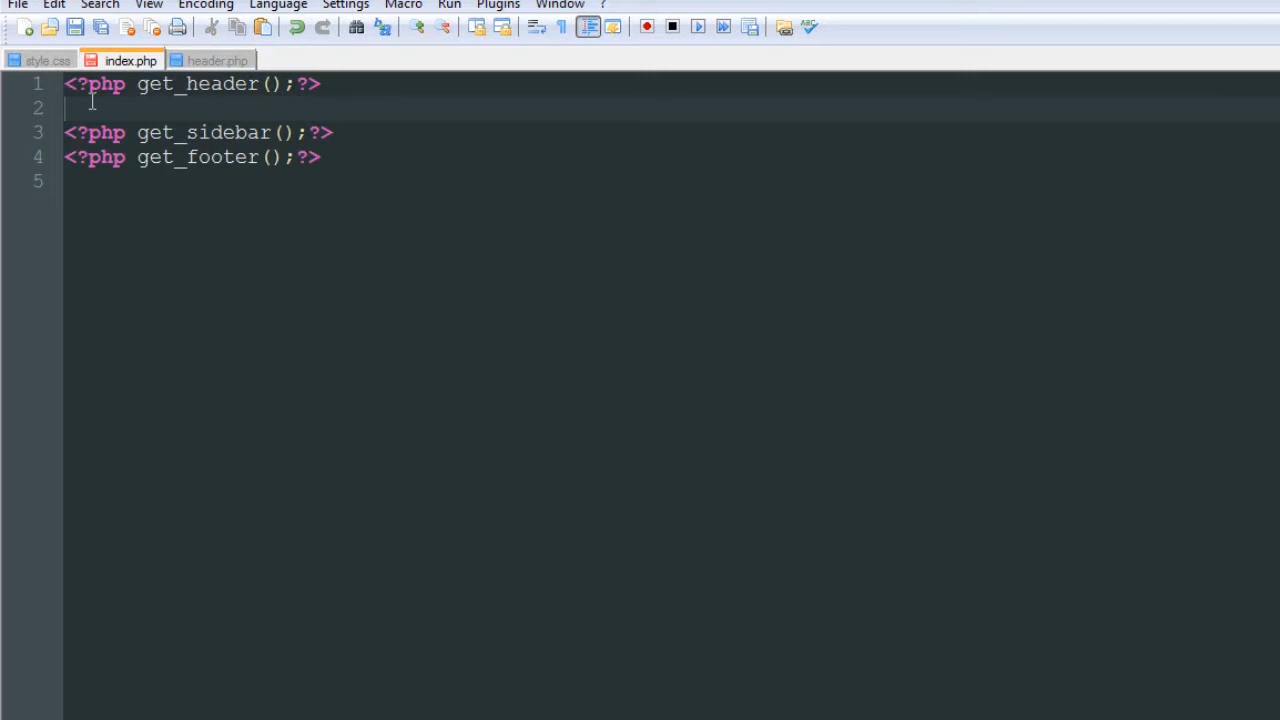 File Edit Search View Encoding Language Settings Macro Run Plugins Window ?
style.css index.php header.php
1 <?php get_header();?>
2
3 <?php get_sidebar();?>
4 <?php get_footer();?>
5